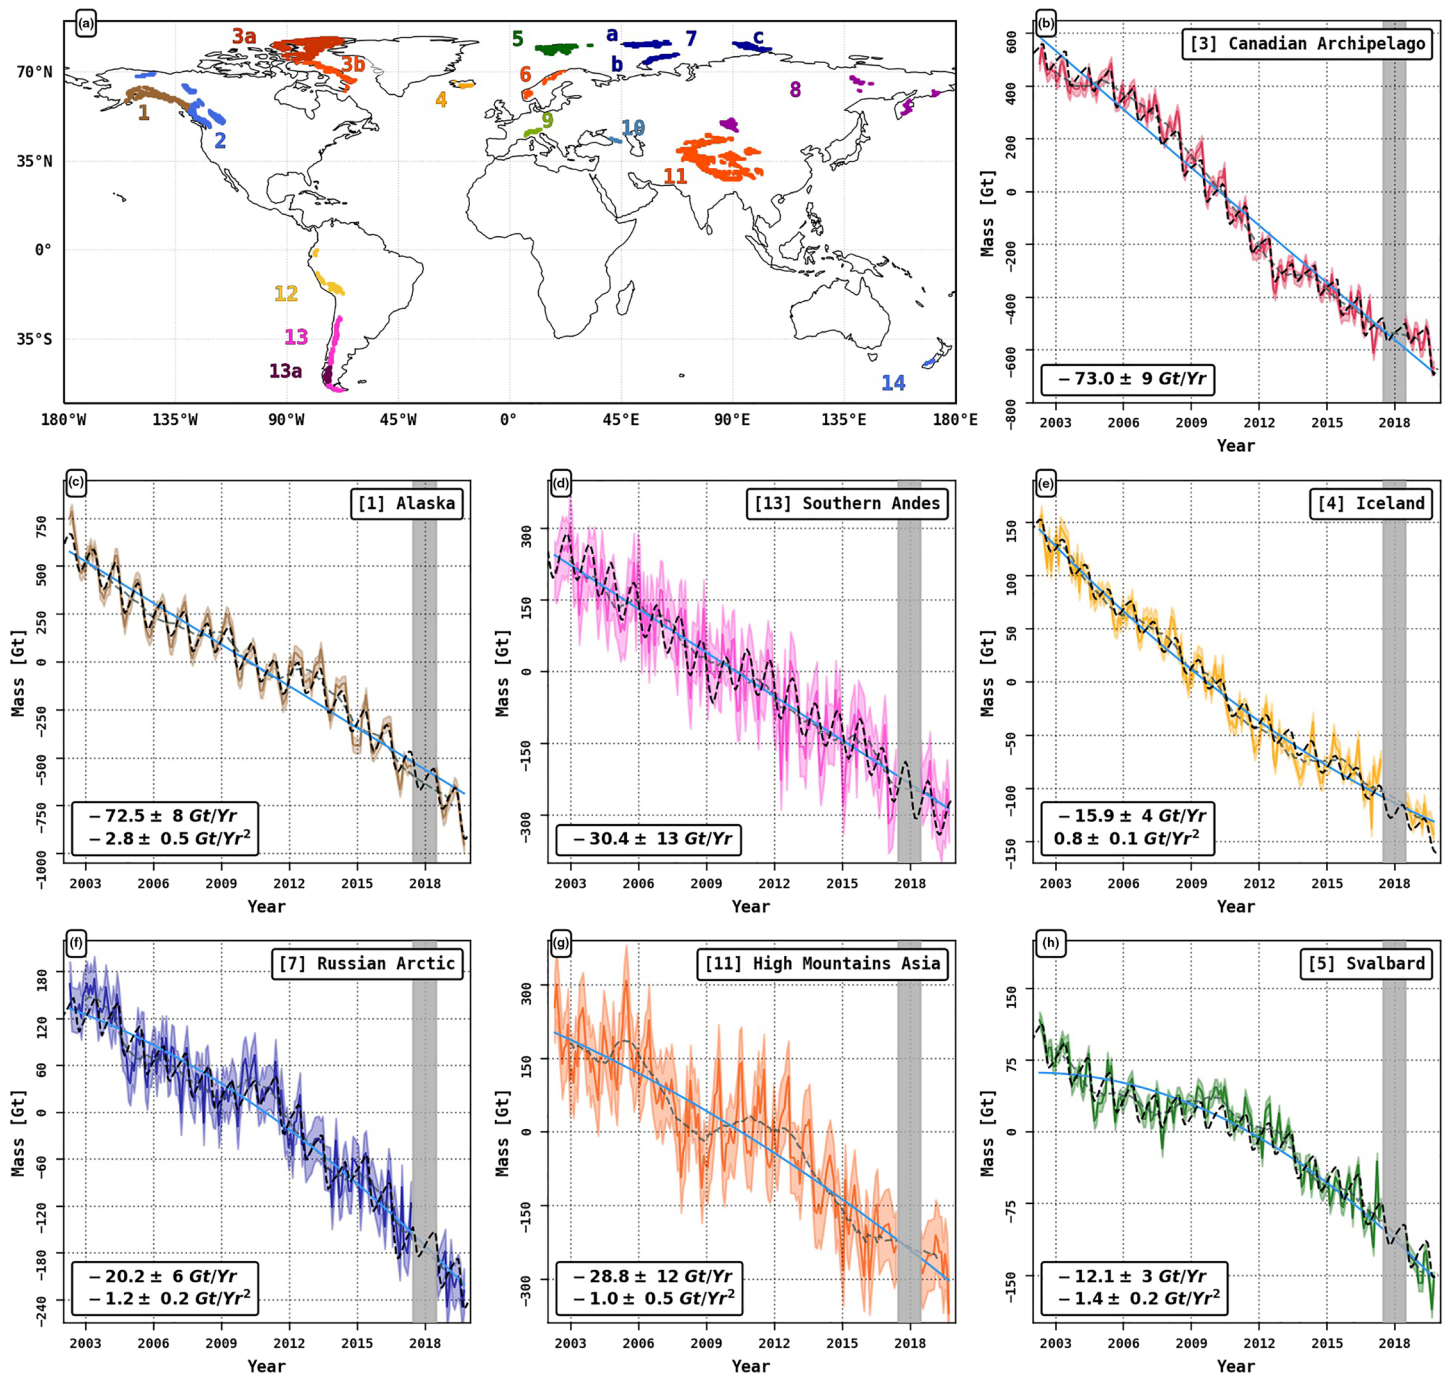 (a)
3a
3b
5
a
7
c
b
6
70°N
4
8
1
2
9
10
35°N
11
0°
12
13
35°S
13a
14
180°W
135°W
90°W
45°W
0°
45°E
90°E
135°E
180°E
(b)
[3] Canadian Archipelago
600
400
200
0
−200
−400
−600
−800
Mass [Gt]
−73.0 ± 9 Gt/Yr
2003
2006
2009
2012
2015
2018
Year
(c)
[1] Alaska
750
500
250
0
−250
−500
−750
−1000
Mass [Gt]
−72.5 ± 8 Gt/Yr
−2.8 ± 0.5 Gt/Yr²
2003
2006
2009
2012
2015
2018
Year
(d)
[13] Southern Andes
300
150
0
−150
−300
Mass [Gt]
−30.4 ± 13 Gt/Yr
2003
2006
2009
2012
2015
2018
Year
(e)
[4] Iceland
150
100
50
0
−50
−100
−150
Mass [Gt]
−15.9 ± 4 Gt/Yr
0.8 ± 0.1 Gt/Yr²
2003
2006
2009
2012
2015
2018
Year
(f)
[7] Russian Arctic
180
120
60
0
−60
−120
−180
−240
Mass [Gt]
−20.2 ± 6 Gt/Yr
−1.2 ± 0.2 Gt/Yr²
2003
2006
2009
2012
2015
2018
Year
(g)
[11] High Mountains Asia
300
150
0
−150
−300
Mass [Gt]
−28.8 ± 12 Gt/Yr
−1.0 ± 0.5 Gt/Yr²
2003
2006
2009
2012
2015
2018
Year
(h)
[5] Svalbard
150
75
0
−75
−150
Mass [Gt]
−12.1 ± 3 Gt/Yr
−1.4 ± 0.2 Gt/Yr²
2003
2006
2009
2012
2015
2018
Year